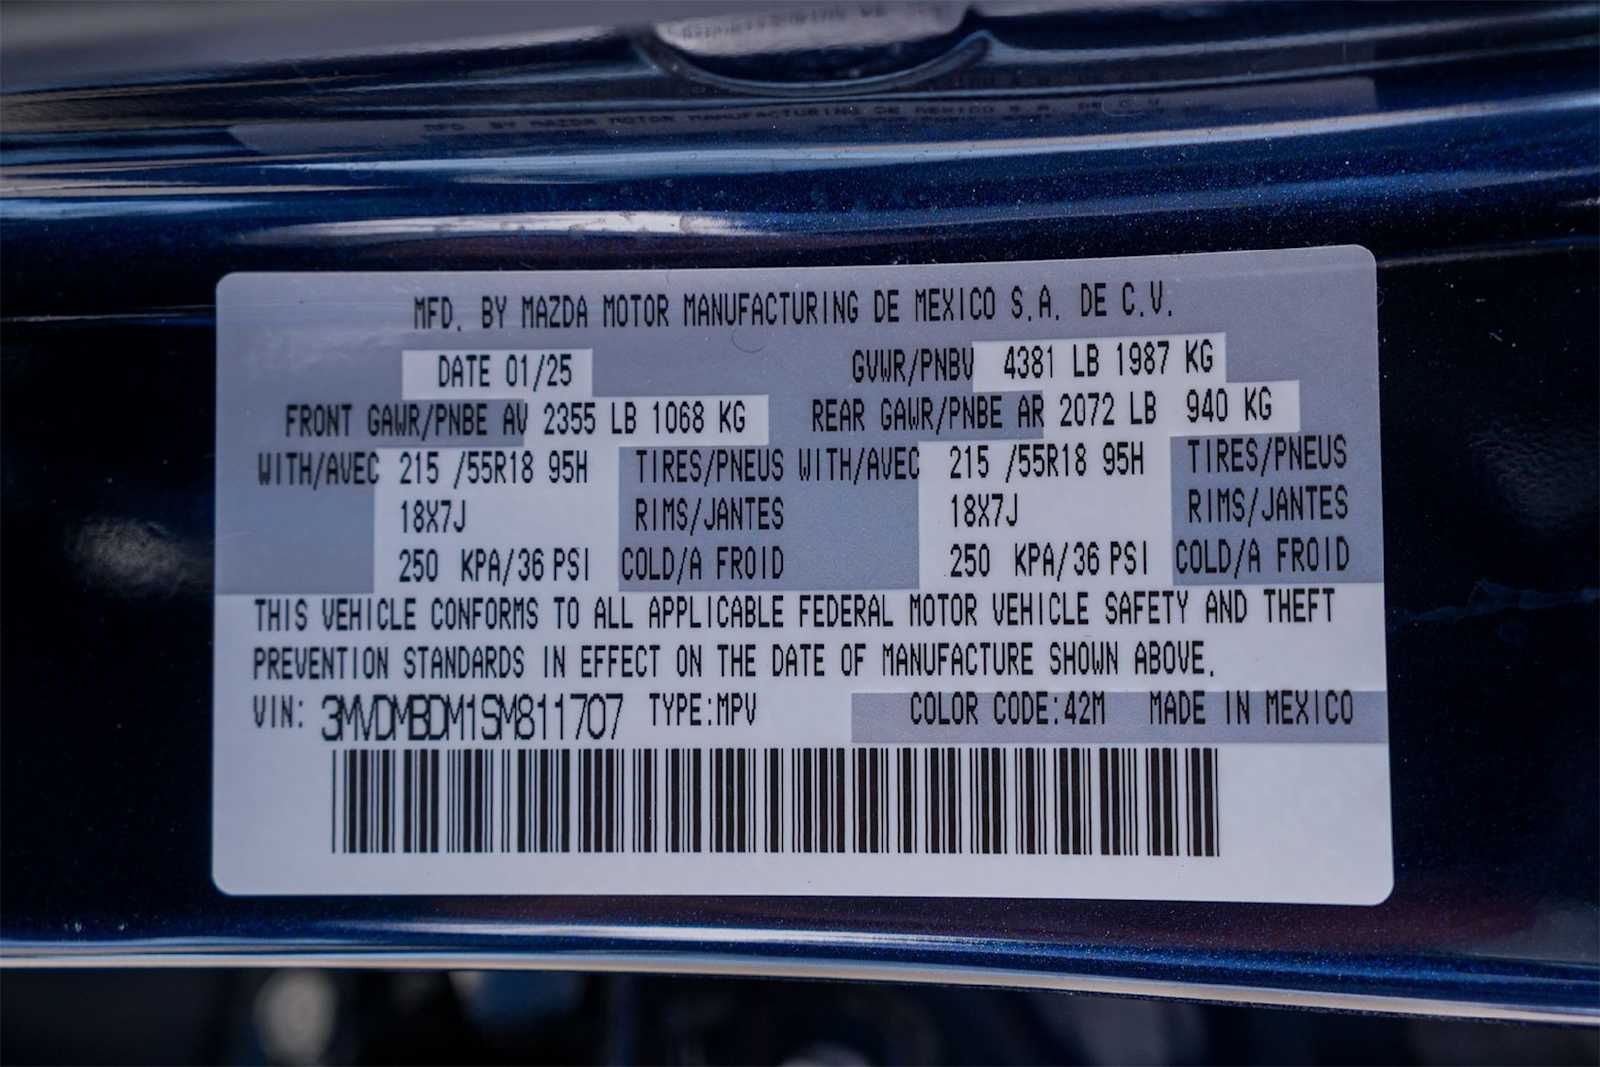 MFD. BY MAZDA MOTOR MANUFACTURING DE MEXICO S.A. DE C.V.
DATE 01/25 GVWR/PNBV 4381 LB 1987 KG
FRONT GAWR/PNBE AV 2355 LB 1068 KG REAR GAWR/PNBE AR 2072 LB 940 KG
WITH/AVEC 215 /55R18 95H TIRES/PNEUS WITH/AVEC 215 /55R18 95H TIRES/PNEUS
18X7J RIMS/JANTES 18X7J RIMS/JANTES
250 KPA/36 PSI COLD/A FROID 250 KPA/36 PSI COLD/A FROID
THIS VEHICLE CONFORMS TO ALL APPLICABLE FEDERAL MOTOR VEHICLE SAFETY AND THEFT
PREVENTION STANDARDS IN EFFECT ON THE DATE OF MANUFACTURE SHOWN ABOVE.
VIN: 3MVDMBDM1SM811707 TYPE:MPV COLOR CODE:42M MADE IN MEXICO